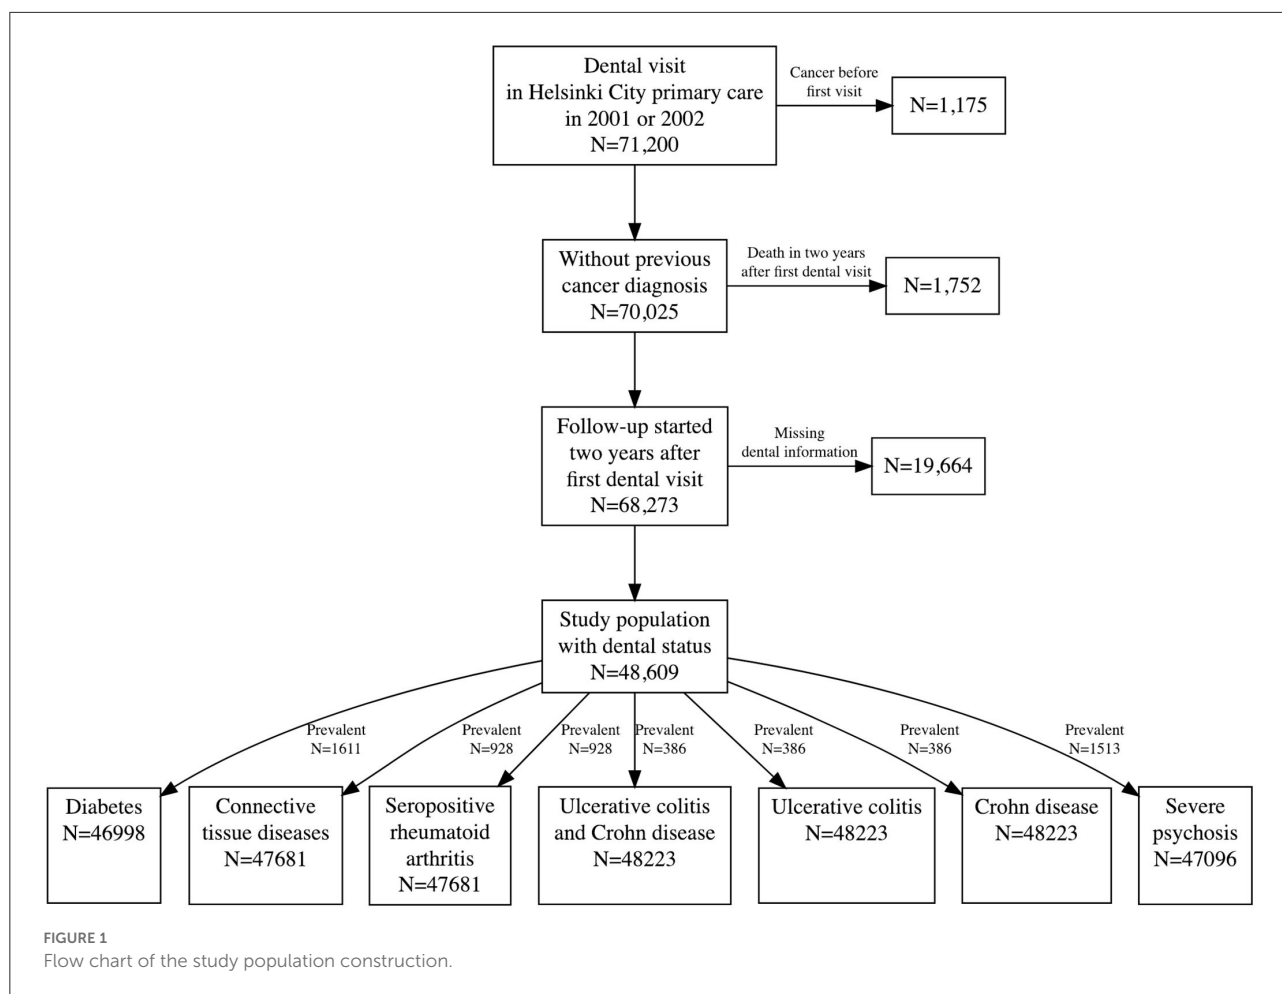 Dental visit
in Helsinki City primary care
in 2001 or 2002
N=71,200
Cancer before
first visit
N=1,175
Without previous
cancer diagnosis
N=70,025
Death in two years
after first dental visit
N=1,752
Follow-up started
two years after
first dental visit
N=68,273
Missing
dental information
N=19,664
Study population
with dental status
N=48,609
Prevalent
N=1611
Prevalent
N=928
Prevalent
N=928
Prevalent
N=386
Prevalent
N=386
Prevalent
N=386
Prevalent
N=1513
Diabetes
N=46998
Connective
tissue diseases
N=47681
Seropositive
rheumatoid
arthritis
N=47681
Ulcerative colitis
and Crohn disease
N=48223
Ulcerative colitis
N=48223
Crohn disease
N=48223
Severe
psychosis
N=47096
FIGURE 1
Flow chart of the study population construction.